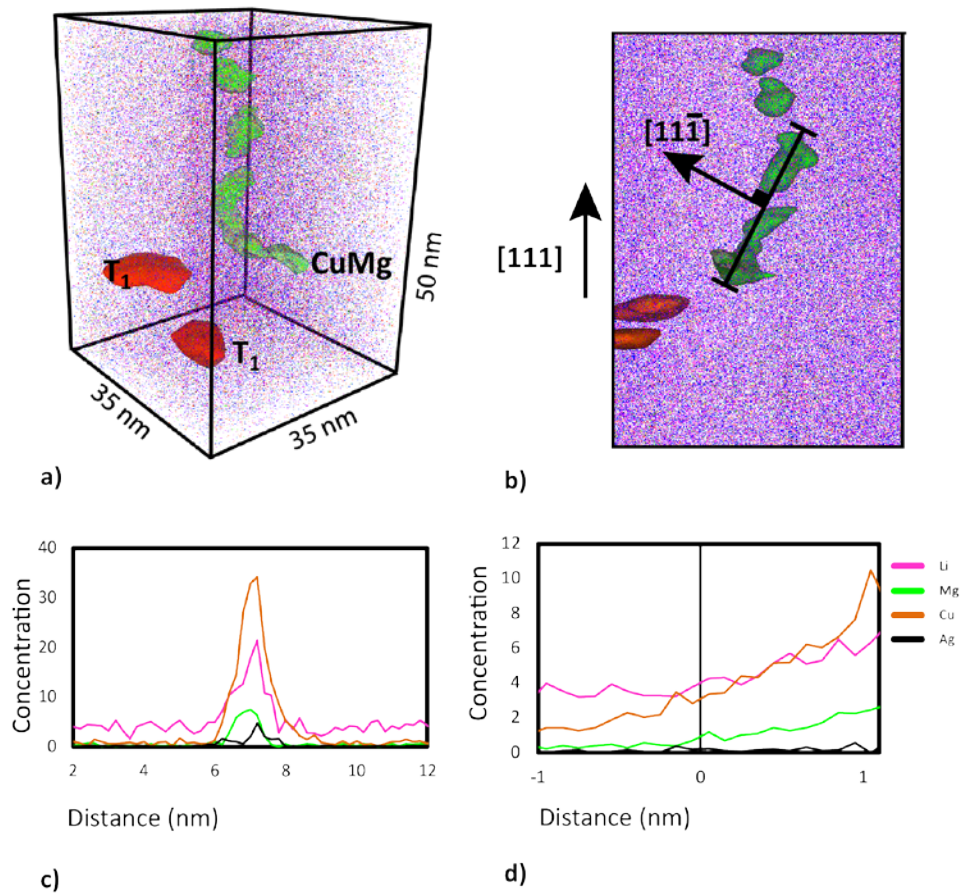 T1
CuMg
T1
50 nm
35 nm
35 nm
a)
[111̄]
[111]
b)
40
30
20
10
0
Concentration
2
4
6
8
10
12
Distance (nm)
c)
12
10
8
6
4
2
0
Concentration
-1
0
1
Distance (nm)
Li
Mg
Cu
Ag
d)